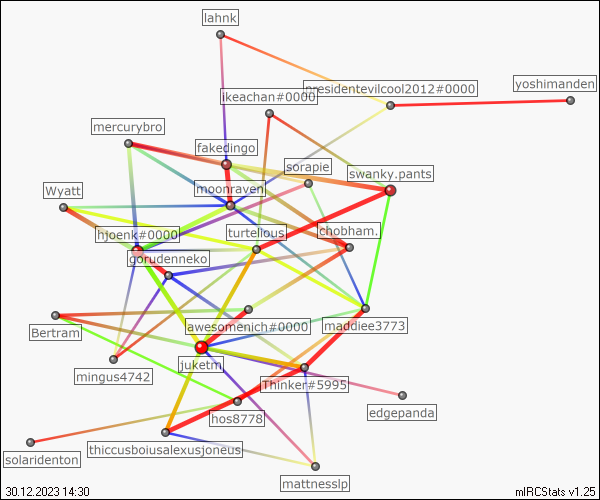 lahnk
presidentevilcool2012#0000
yoshimanden
ikeachan#0000
mercurybro
fakedingo
sorapie
swanky.pants
moonraven
Wyatt
hjoenk#0000
turtellous
chobham.
gorudenneko
awesomenich#0000
maddiee3773
Bertram
juketm
mingus4742
Thinker#5995
edgepanda
hos8778
thiccusboiusalexusjoneus
solaridenton
mattnesslp
30.12.2023 14:30
mIRCStats v1.25